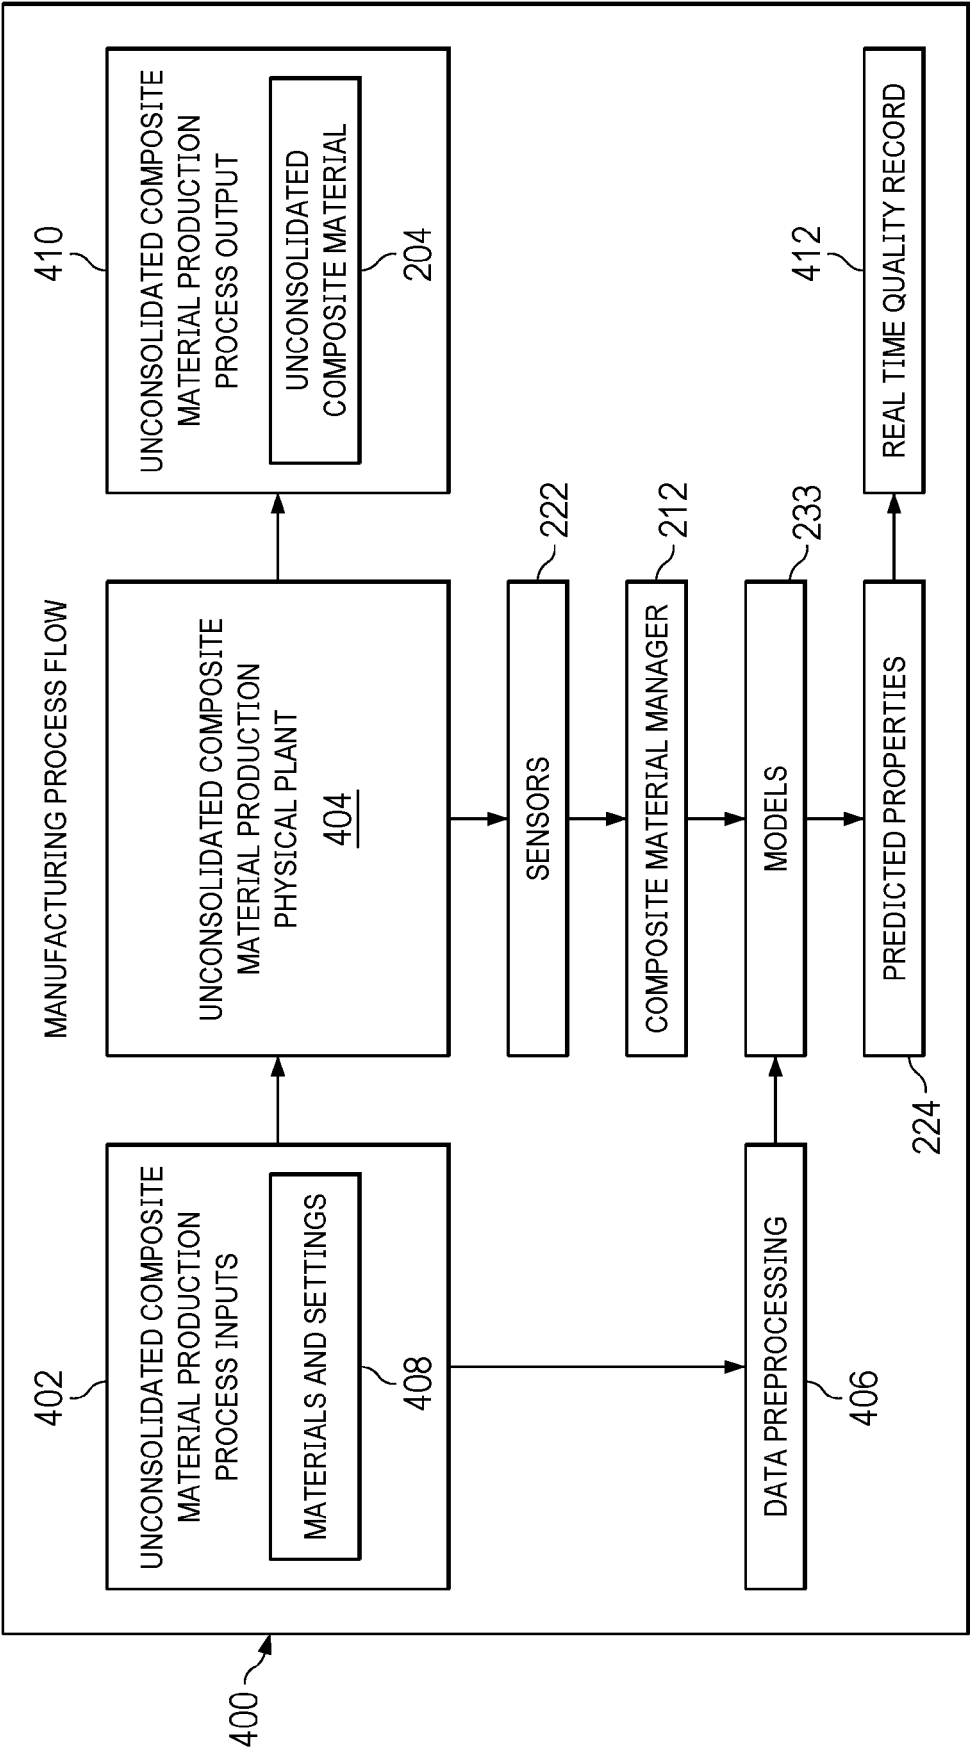 MANUFACTURING PROCESS FLOW
402
UNCONSOLIDATED COMPOSITE
MATERIAL PRODUCTION
PROCESS INPUTS
MATERIALS AND SETTINGS
408
UNCONSOLIDATED COMPOSITE
MATERIAL PRODUCTION
PHYSICAL PLANT
404
410
UNCONSOLIDATED COMPOSITE
MATERIAL PRODUCTION
PROCESS OUTPUT
UNCONSOLIDATED
COMPOSITE MATERIAL
204
SENSORS
222
COMPOSITE MATERIAL MANAGER
212
DATA PREPROCESSING
406
MODELS
233
PREDICTED PROPERTIES
224
REAL TIME QUALITY RECORD
412
400